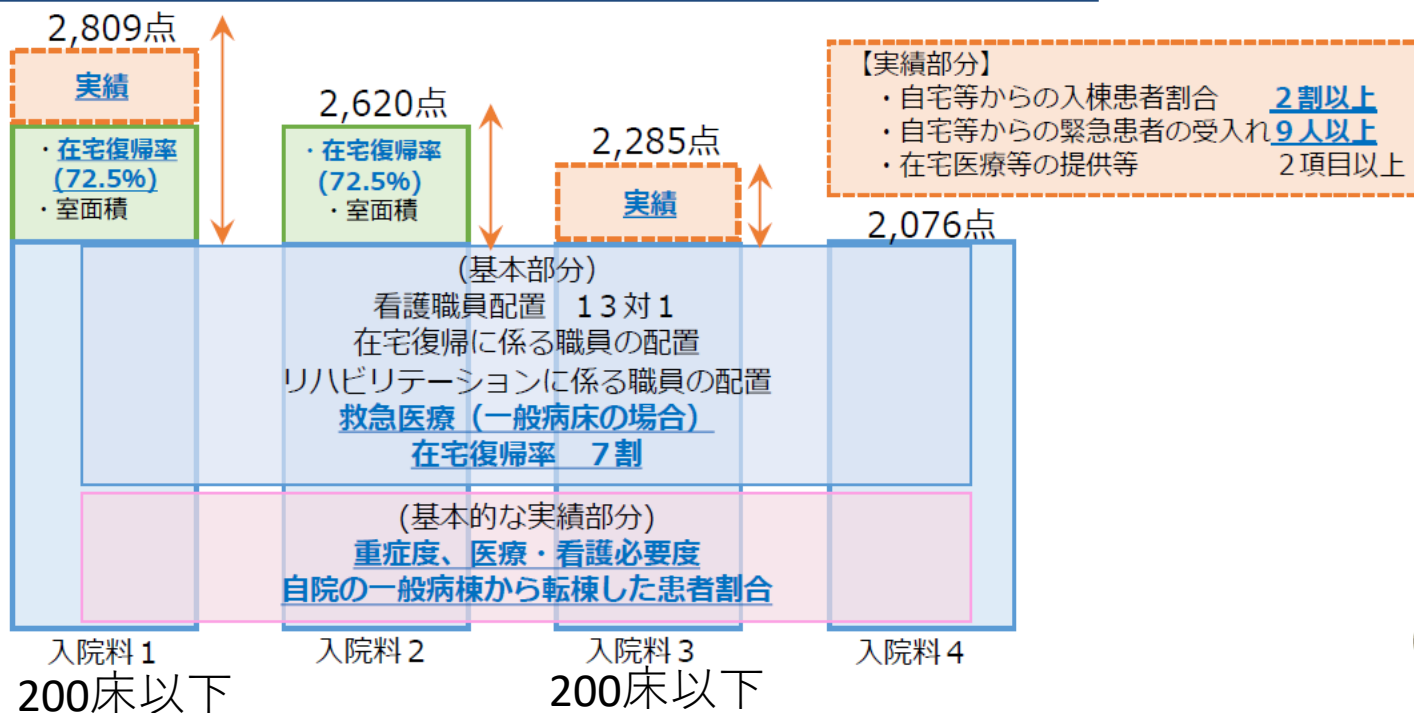 2,809点
実績
・在宅復帰率
(72.5%)
・室面積
2,620点
・在宅復帰率
(72.5%)
・室面積
2,285点
実績
【実績部分】
・自宅等からの入棟患者割合 2割以上
・自宅等からの緊急患者の受入れ 9人以上
・在宅医療等の提供等 2項目以上
2,076点
(基本部分)
看護職員配置 13対1
在宅復帰に係る職員の配置
リハビリテーションに係る職員の配置
救急医療（一般病床の場合）
在宅復帰率 7割
(基本的な実績部分)
重症度、医療・看護必要度
自院の一般病棟から転棟した患者割合
入院料1
入院料2
入院料3
入院料4
200床以下
200床以下